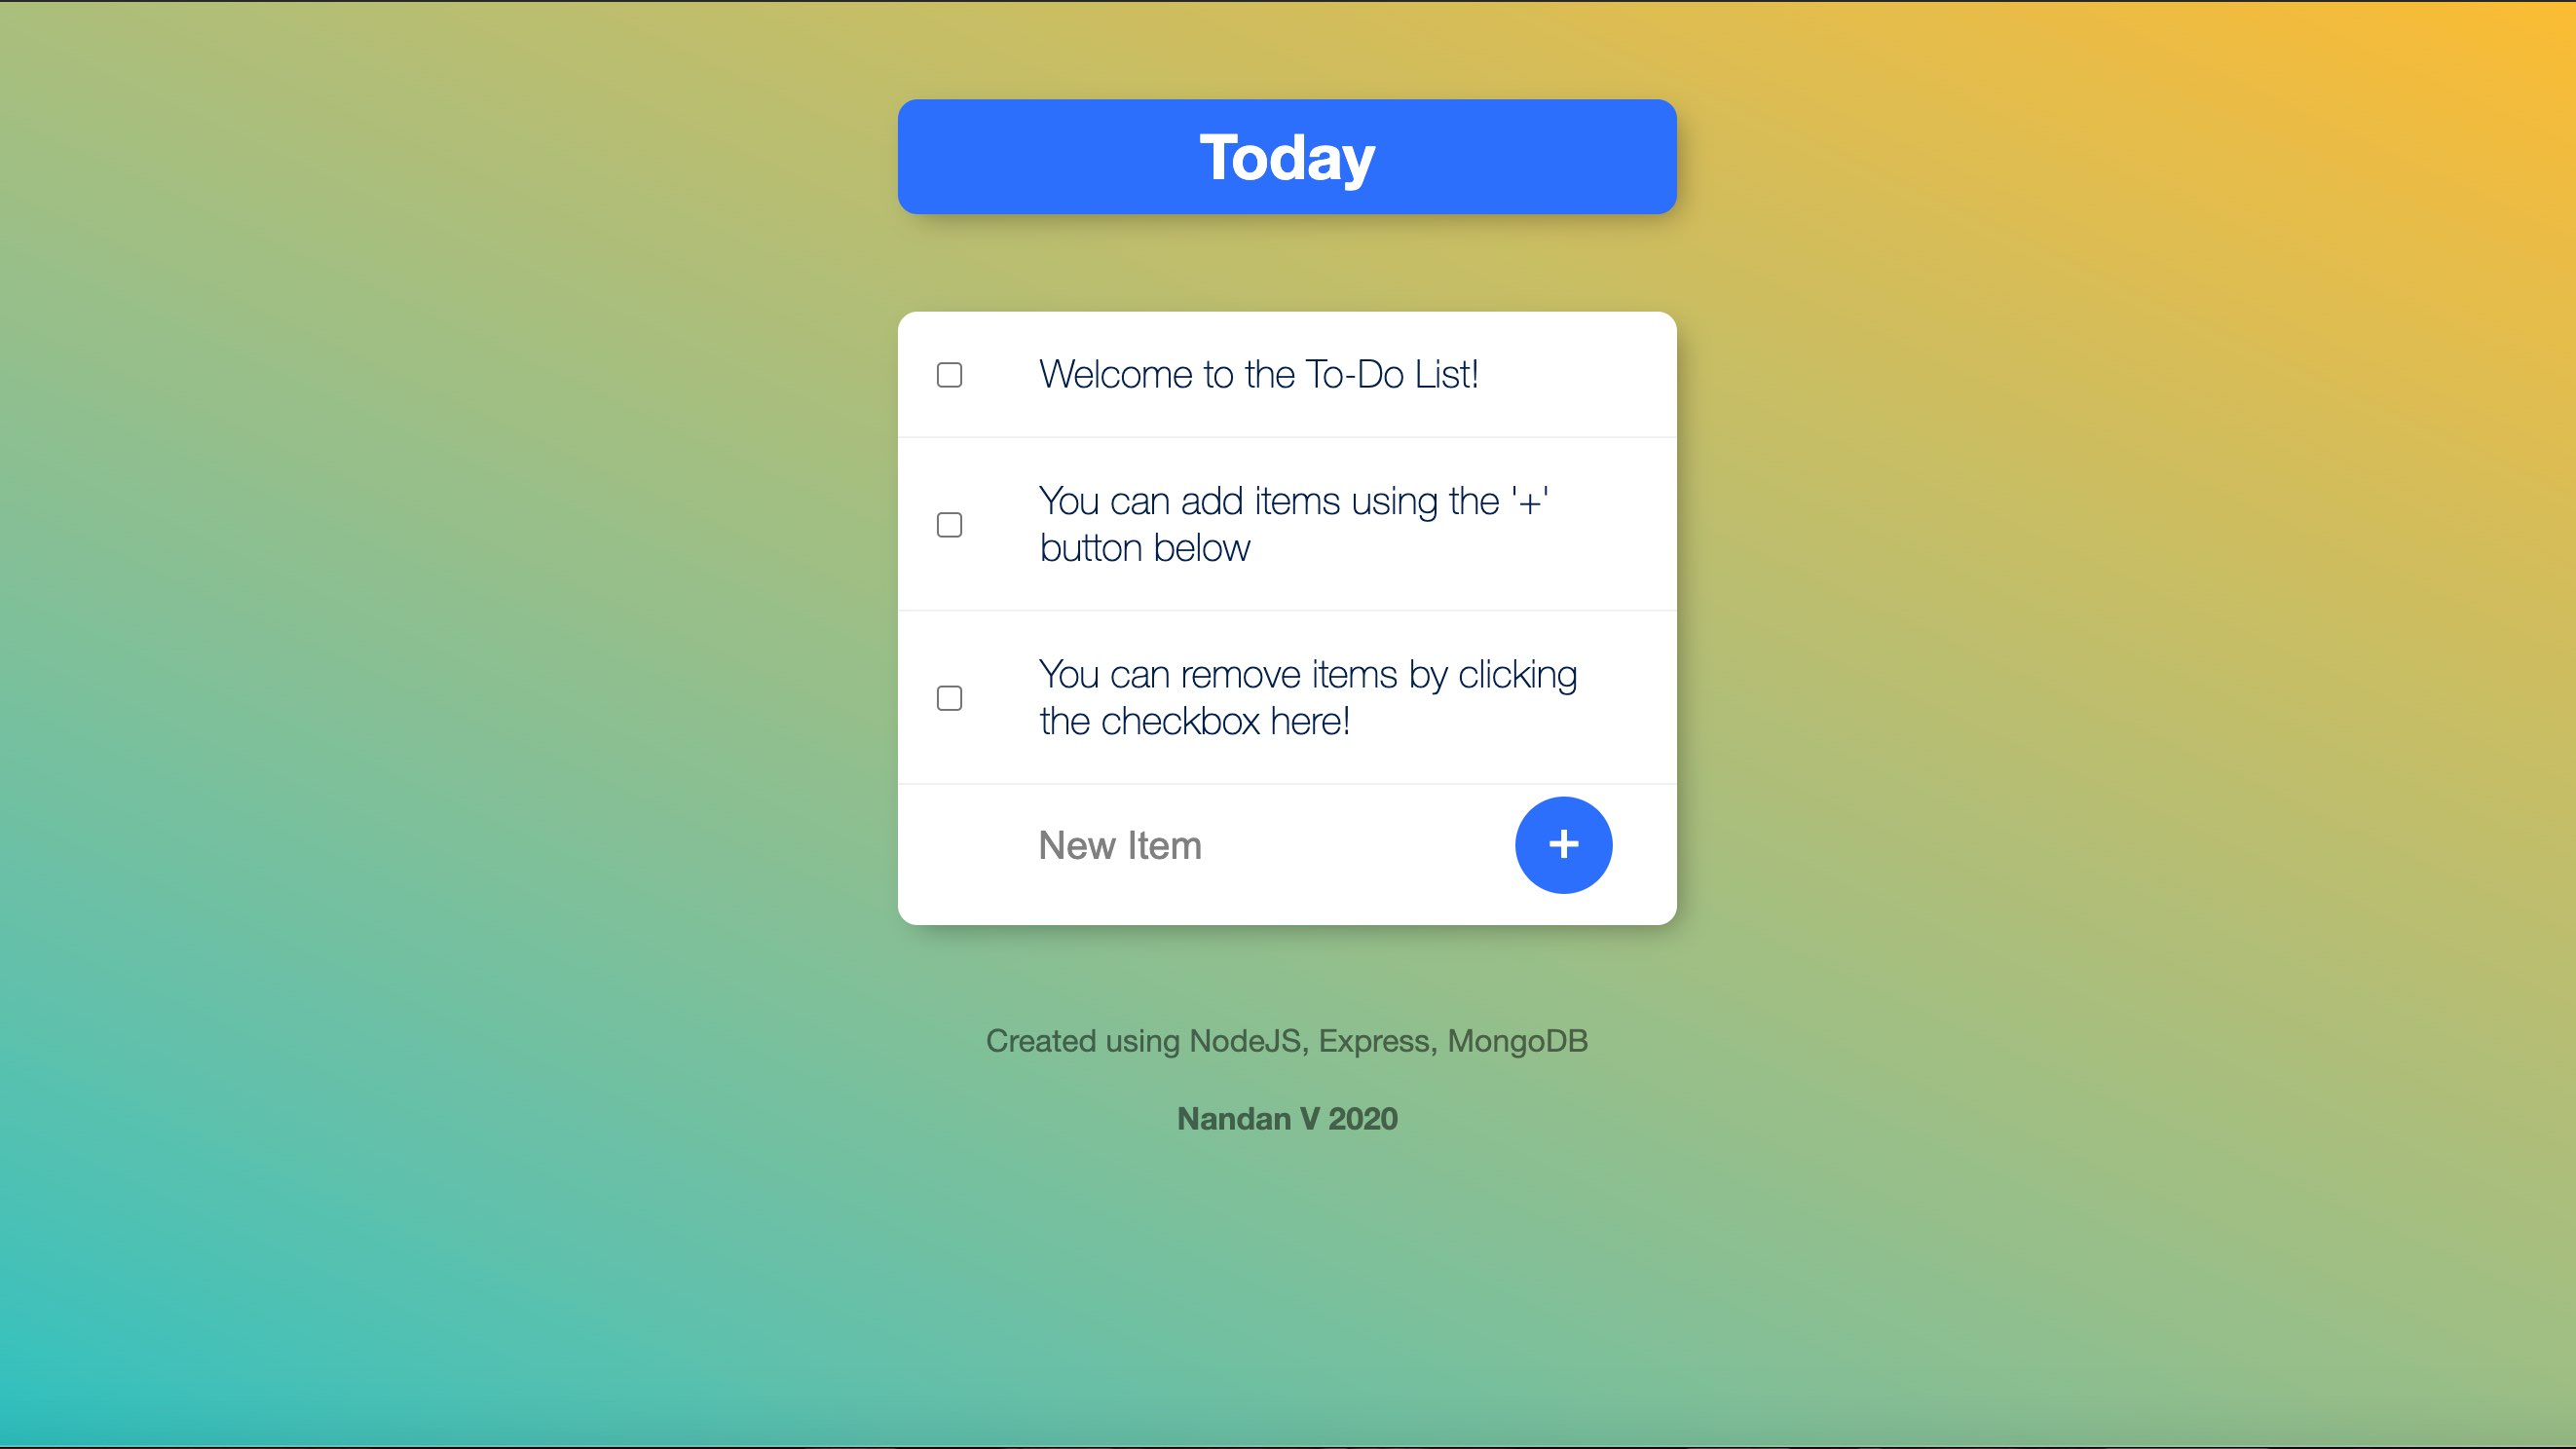 Today
Welcome to the To-Do List!
You can add items using the '+'
button below
You can remove items by clicking
the checkbox here!
New Item
+
Created using NodeJS, Express, MongoDB
Nandan V 2020